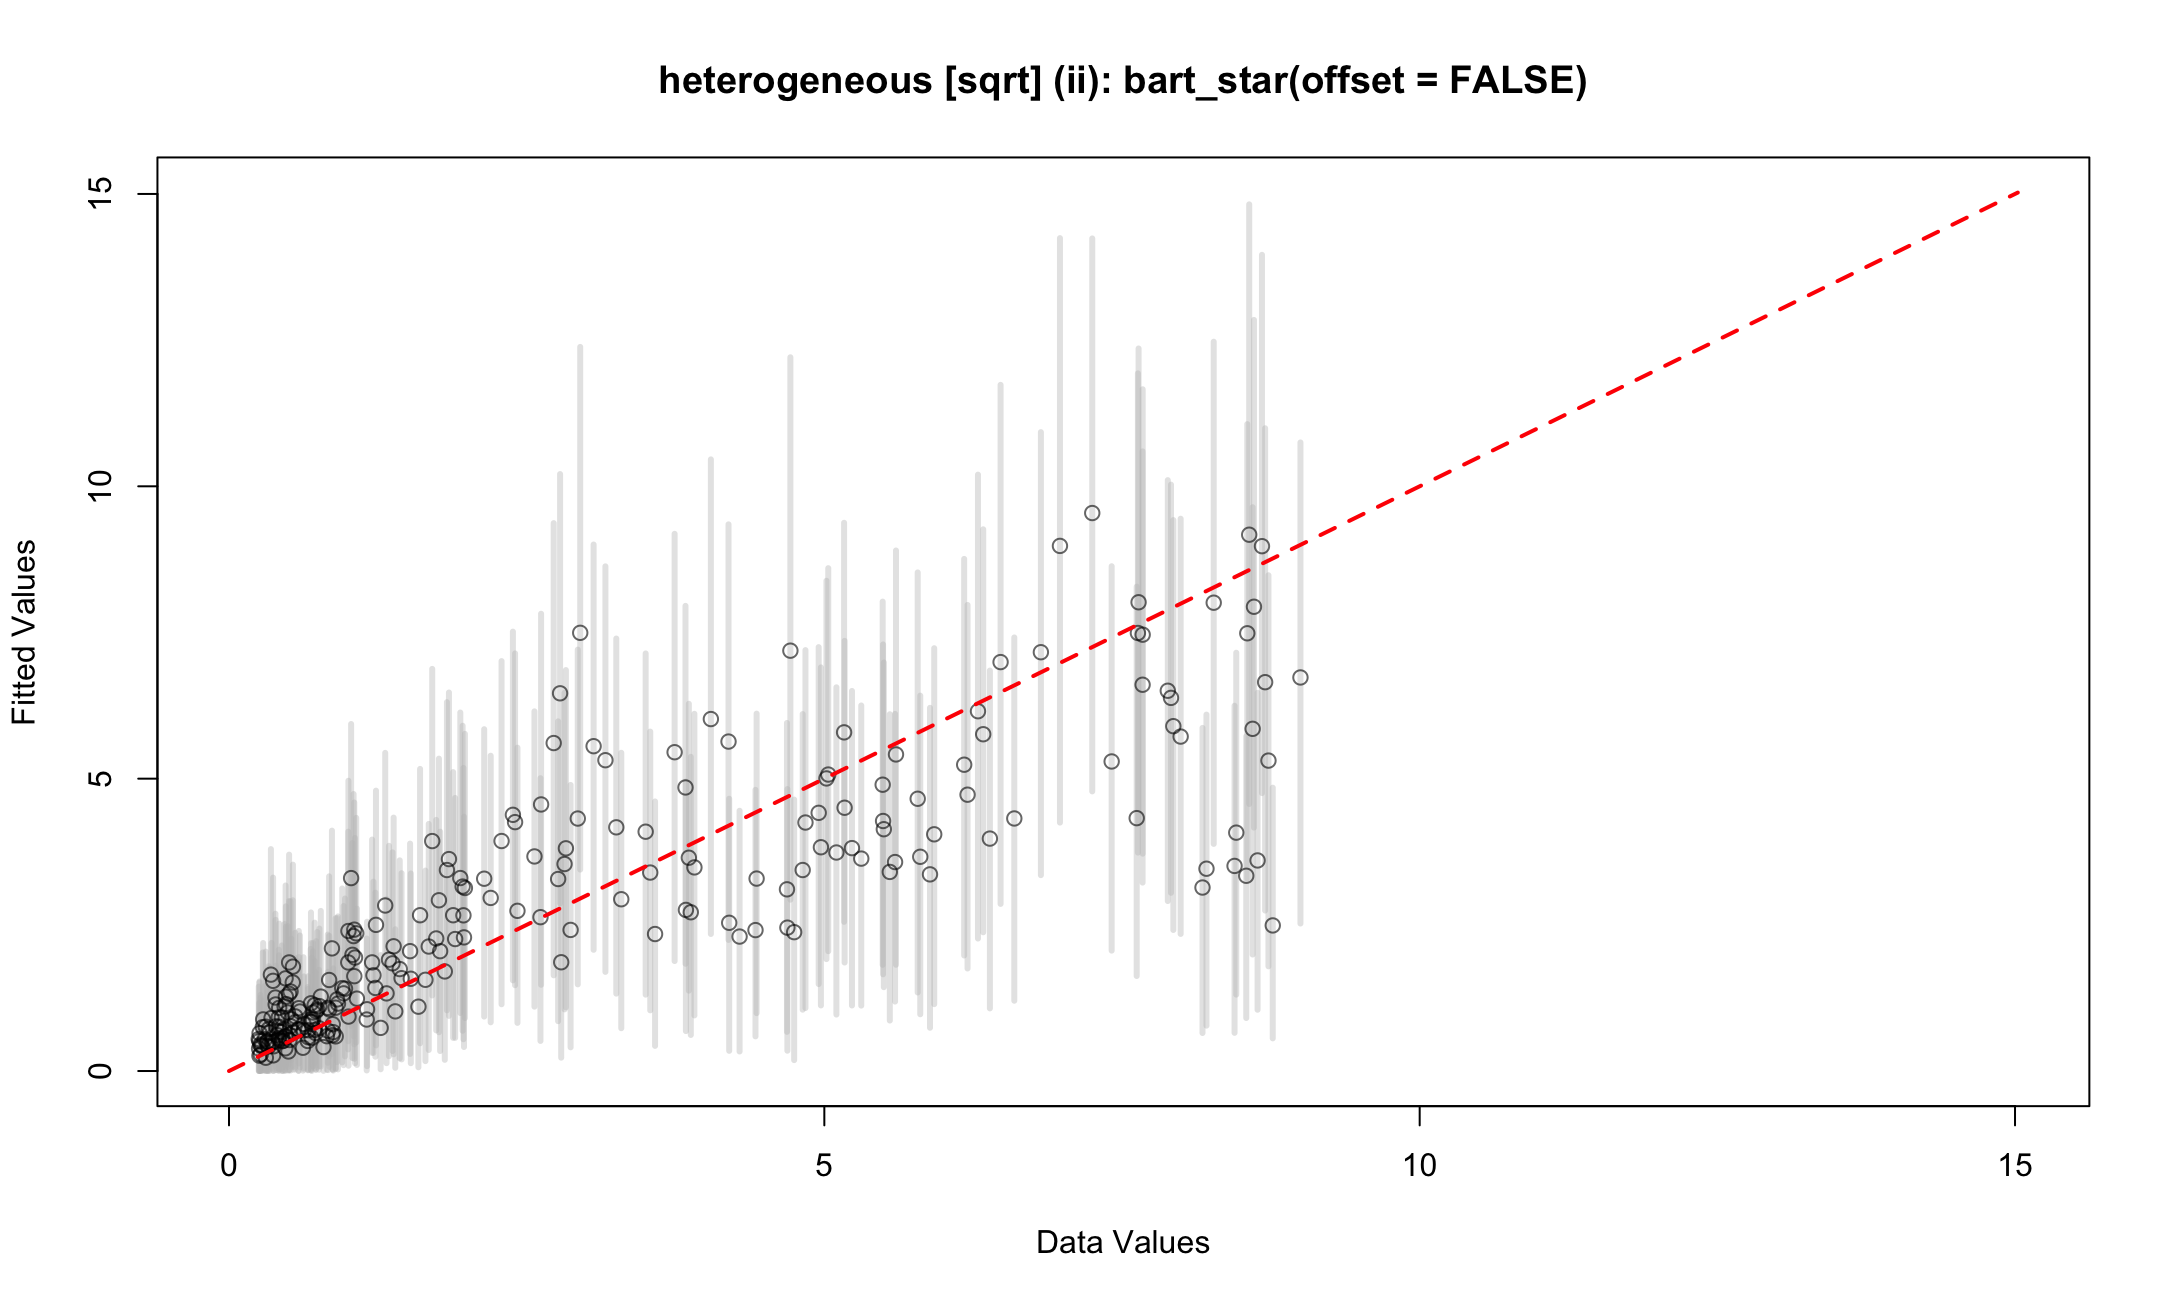 heterogeneous [sqrt] (ii): bart_star(offset = FALSE)
15
10
5
0
Fitted Values
0 5 10 15
Data Values